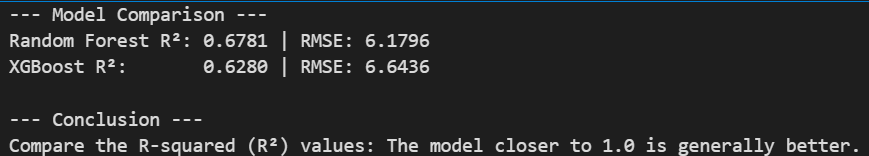 --- Model Comparison ---
Random Forest R²: 0.6781 | RMSE: 6.1796
XGBoost R²:       0.6280 | RMSE: 6.6436

--- Conclusion ---
Compare the R-squared (R²) values: The model closer to 1.0 is generally better.